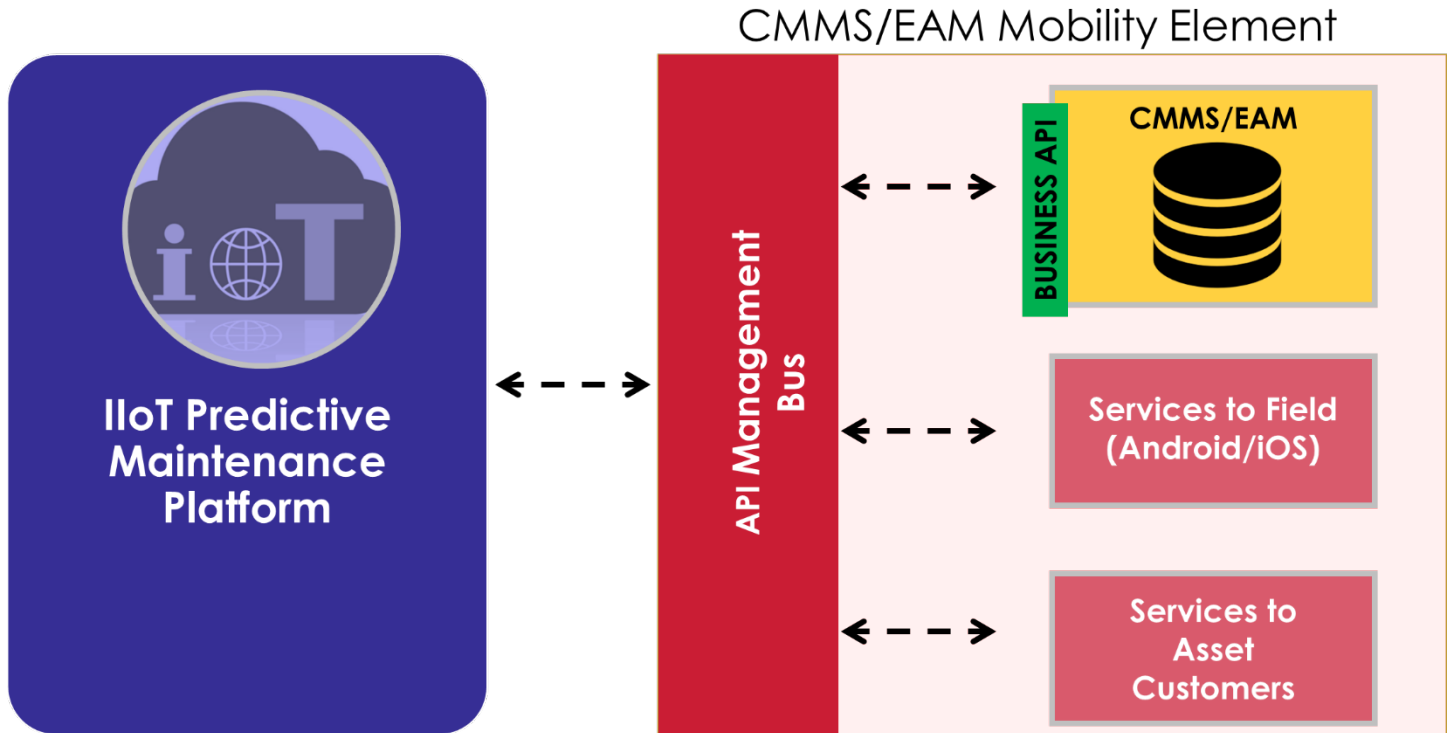 CMMS/EAM Mobility Element
iOT
IIoT Predictive
Maintenance
Platform
API Management
Bus
BUSINESS API
CMMS/EAM
Services to Field
(Android/iOS)
Services to
Asset
Customers